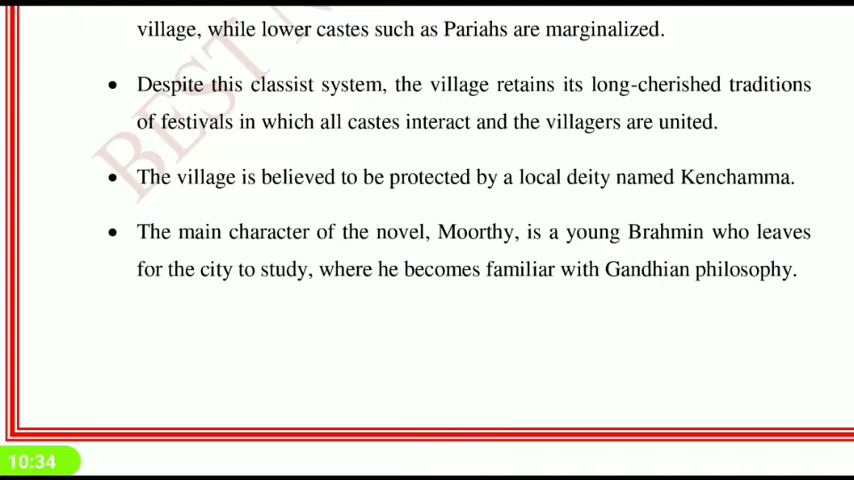 village, while lower castes such as Pariahs are marginalized.
• Despite this classist system, the village retains its long-cherished traditions
of festivals in which all castes interact and the villagers are united.
• The village is believed to be protected by a local deity named Kenchamma.
• The main character of the novel, Moorthy, is a young Brahmin who leaves
for the city to study, where he becomes familiar with Gandhian philosophy.
BEST N
10:34